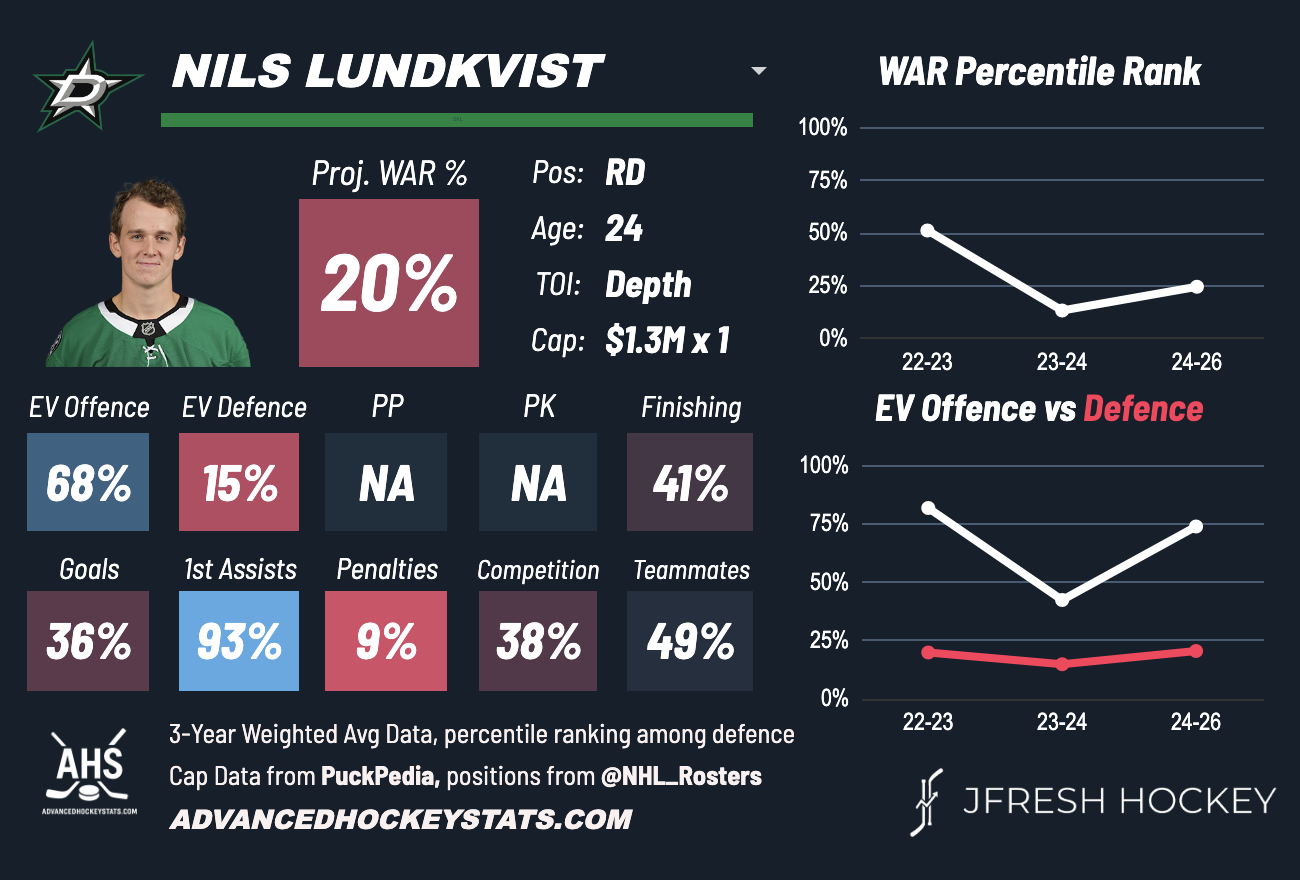 NILS LUNDKVIST
Proj. WAR %
20%
Pos: RD
Age: 24
TOI: Depth
Cap: $1.3M x 1
EV Offence EV Defence PP PK Finishing
68% 15% NA NA 41%
Goals 1st Assists Penalties Competition Teammates
36% 93% 9% 38% 49%
WAR Percentile Rank
100%
75%
50%
25%
0%
22-23 23-24 24-26
EV Offence vs Defence
100%
75%
50%
25%
0%
22-23 23-24 24-26
3-Year Weighted Avg Data, percentile ranking among defence
Cap Data from PuckPedia, positions from @NHL_Rosters
ADVANCEDHOCKEYSTATS.COM
AHS
ADVANCEDHOCKEYSTATS.COM
JFRESH HOCKEY
D